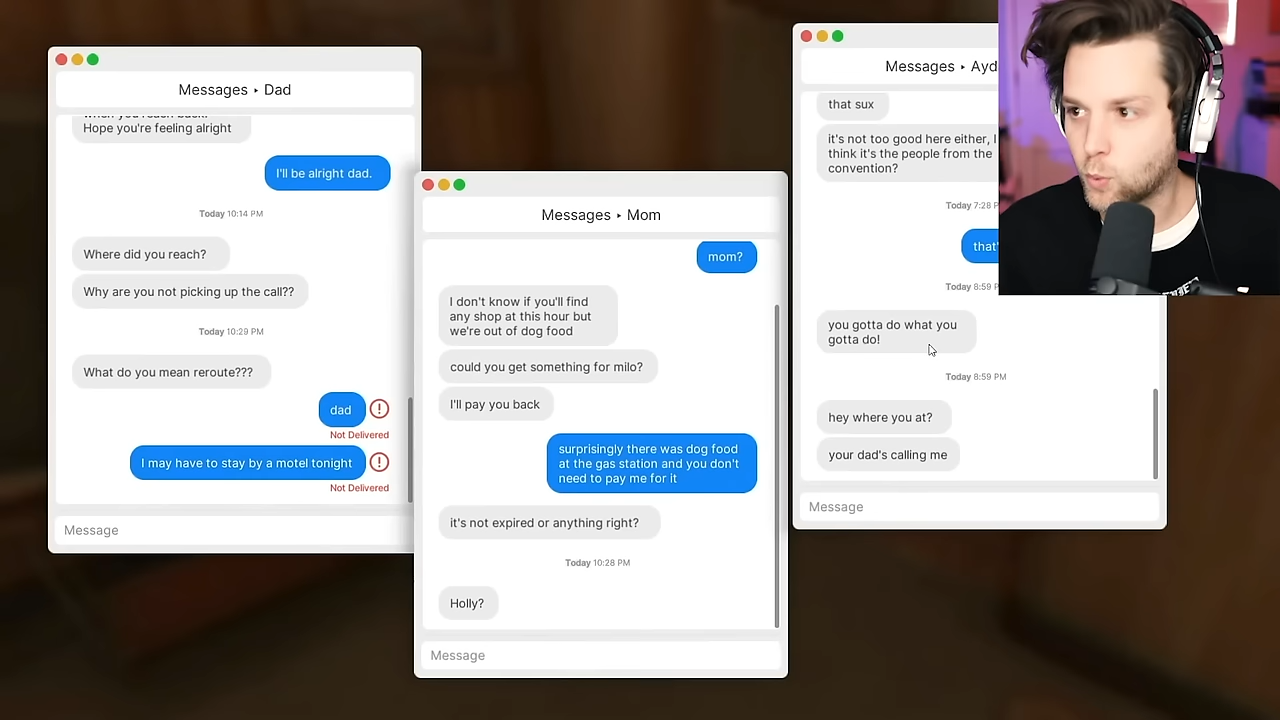 Messages ‣ Dad
Hope you're feeling alright
I'll be alright dad.
Today 10:14 PM
Where did you reach?
Why are you not picking up the call??
Today 10:29 PM
What do you mean reroute???
dad
Not Delivered
I may have to stay by a motel tonight
Not Delivered
Message
Messages ‣ Mom
mom?
I don't know if you'll find
any shop at this hour but
we're out of dog food
could you get something for milo?
I'll pay you back
surprisingly there was dog food
at the gas station and you don't
need to pay me for it
it's not expired or anything right?
Today 10:28 PM
Holly?
Message
Messages ‣ Ayd
that sux
it's not too good here either, I
think it's the people from the
convention?
Today 7:28
that'
Today 8:59
you gotta do what you
gotta do!
Today 8:59 PM
hey where you at?
your dad's calling me
Message